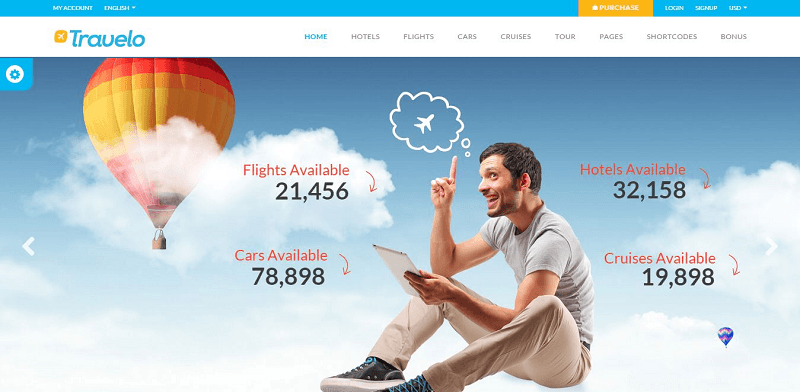 MY ACCOUNT ENGLISH PURCHASE LOGIN SIGNUP USD
Travelo HOME HOTELS FLIGHTS CARS CRUISES TOUR PAGES SHORTCODES BONUS
Flights Available
21,456
Hotels Available
32,158
Cars Available
78,898
Cruises Available
19,898